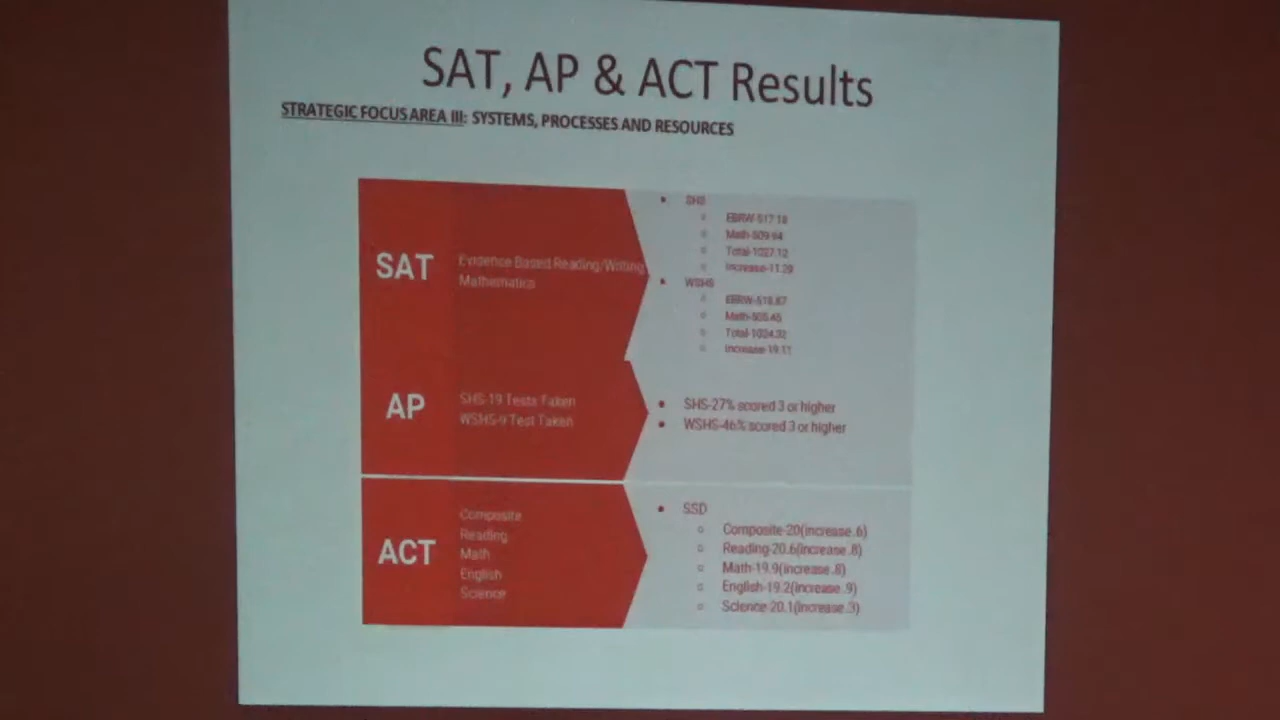 SAT, AP & ACT Results
STRATEGIC FOCUS AREA III: SYSTEMS, PROCESSES AND RESOURCES
SAT
Evidence Based Reading/Writing
Mathematics
SHS
EBRW-517.18
Math-509.94
Total-1027.12
Increase-11.29
WSHS
EBRW-518.87
Math-505.45
Total-1024.32
Increase-19.11
AP
SHS-19 Tests Taken
WSHS-9 Test Taken
SHS-27% scored 3 or higher
WSHS-46% scored 3 or higher
ACT
Composite
Reading
Math
English
Science
SSD
Composite-20(increase .6)
Reading-20.6(increase .8)
Math-19.9(increase .8)
English-19.2(increase .9)
Science-20.1(increase .3)